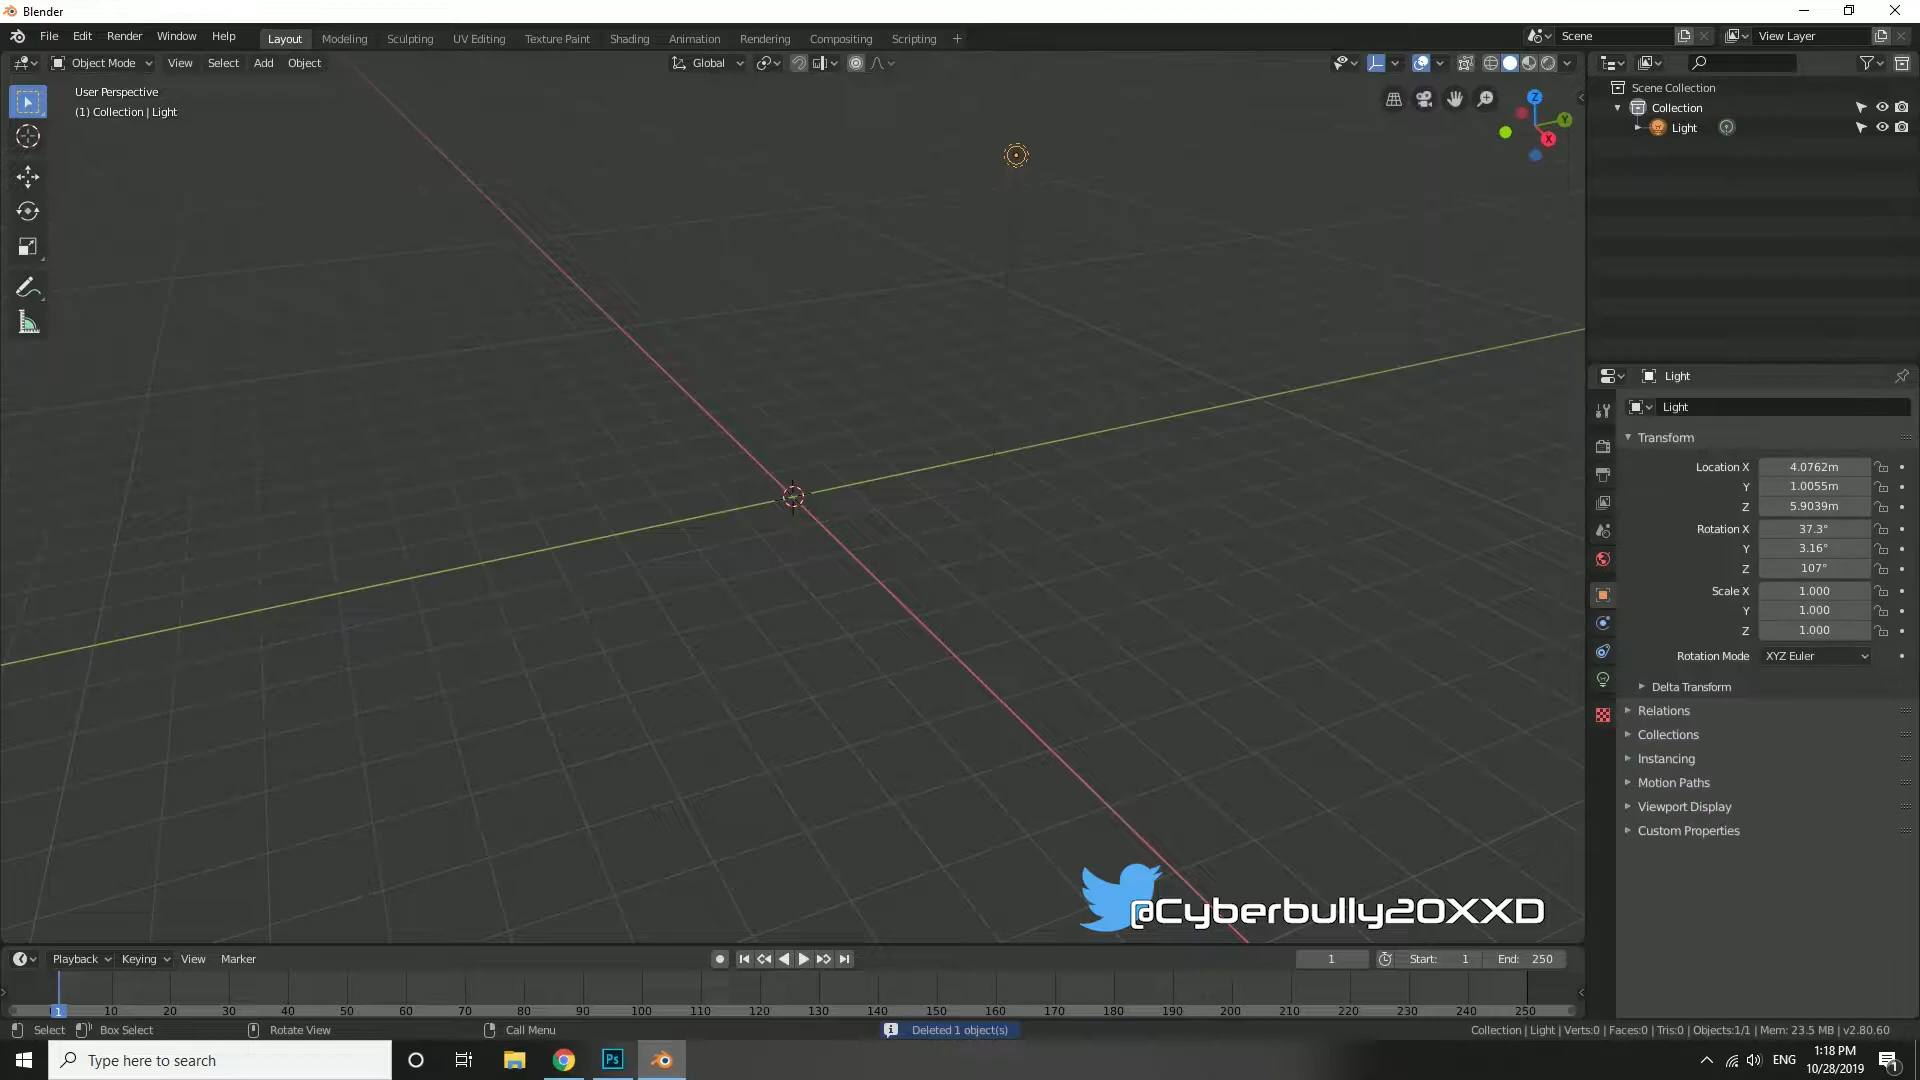 Blender
File Edit Render Window Help Layout Modeling Sculpting UV Editing Texture Paint Shading Animation Rendering Compositing Scripting + Scene View Layer
Object Mode View Select Add Object Global
User Perspective
(1) Collection | Light
Z
Y
X
Scene Collection
Collection
Light
Light
Light
Transform
Location X 4.0762m
Y 1.0055m
Z 5.9039m
Rotation X 37.3°
Y 3.16°
Z 107°
Scale X 1.000
Y 1.000
Z 1.000
Rotation Mode XYZ Euler
Delta Transform
Relations
Collections
Instancing
Motion Paths
Viewport Display
Custom Properties
@Cyberbully20XXD
Playback Keying View Marker 1 Start: 1 End: 250
1 10 20 30 40 50 60 70 80 90 100 110 120 130 140 150 160 170 180 190 200 210 220 230 240 250
Select Box Select Rotate View Call Menu Deleted 1 object(s) Collection | Light | Verts:0 | Faces:0 | Tris:0 | Objects:1/1 | Mem: 23.5 MB | v2.80.60
Type here to search Ps ENG 1:18 PM
10/28/2019 1